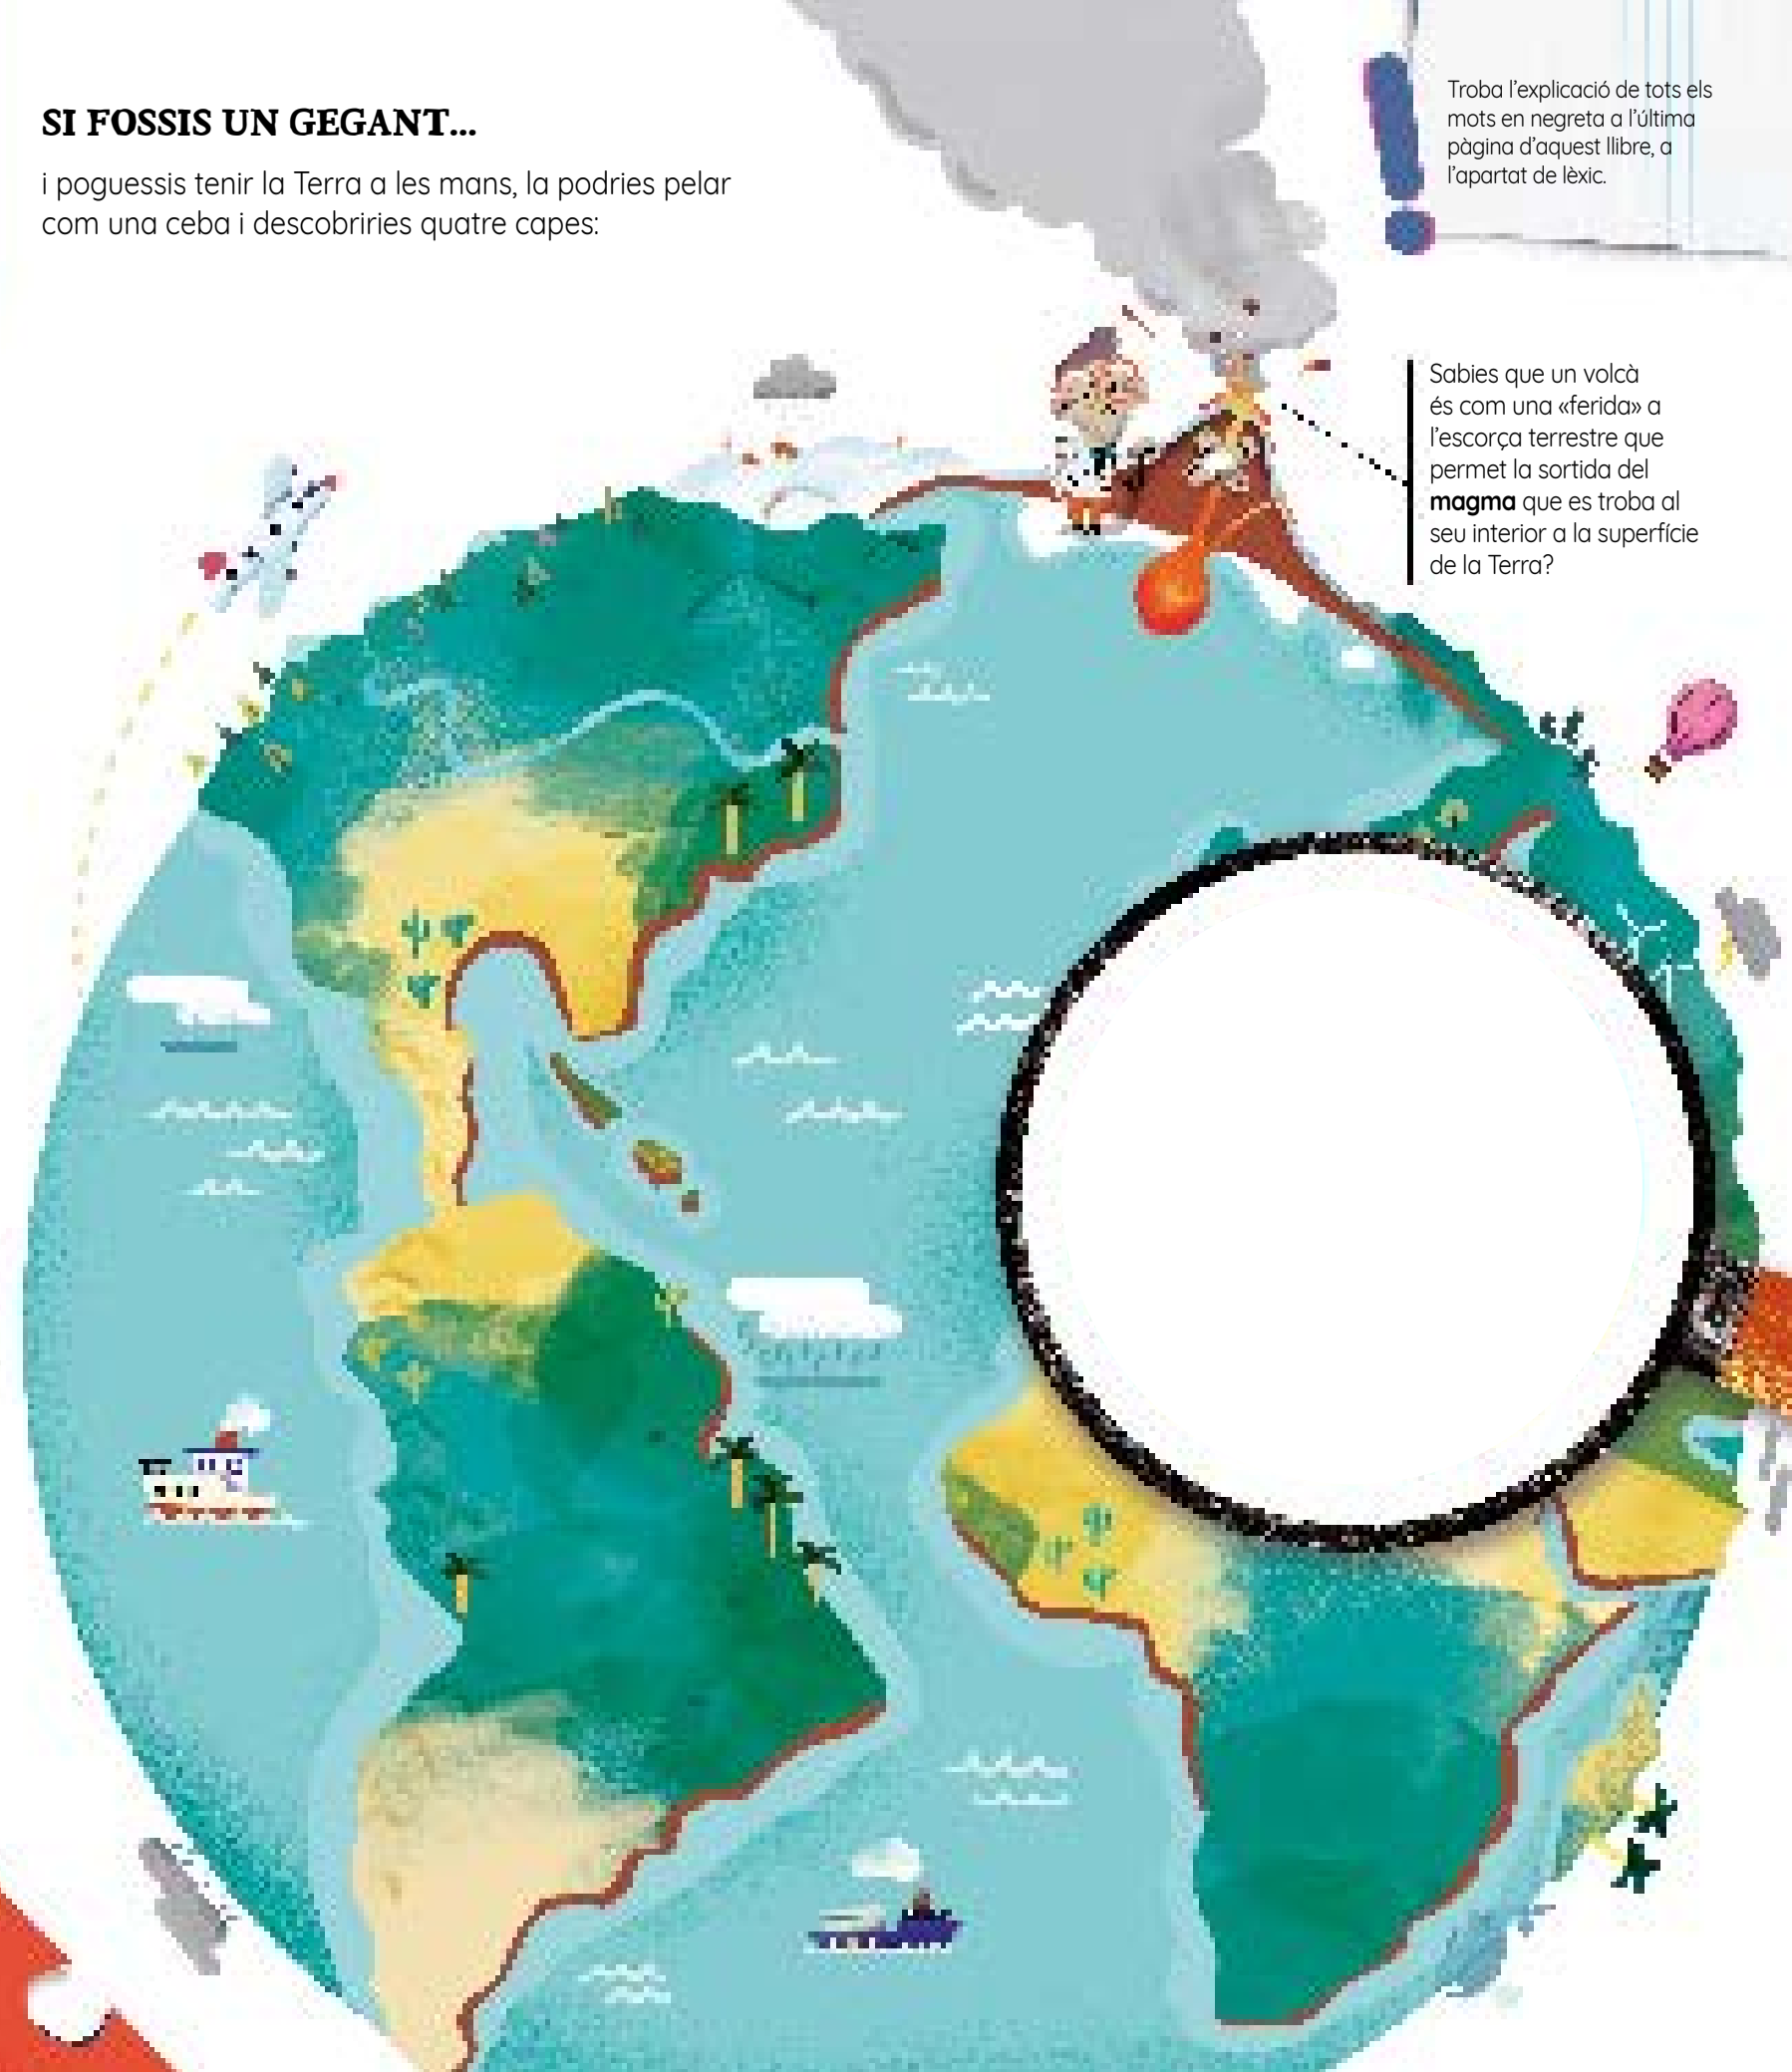 SI FOSSIS UN GEGANT...
i poguessis tenir la Terra a les mans, la podries pelar
com una ceba i descobriries quatre capes:
Troba l'explicació de tots els
mots en negreta a l'última
pàgina d'aquest llibre, a
l'apartat de lèxic.
Sabies que un volcà
és com una «ferida» a
l'escorça terrestre que
permet la sortida del
magma que es troba al
seu interior a la superfície
de la Terra?